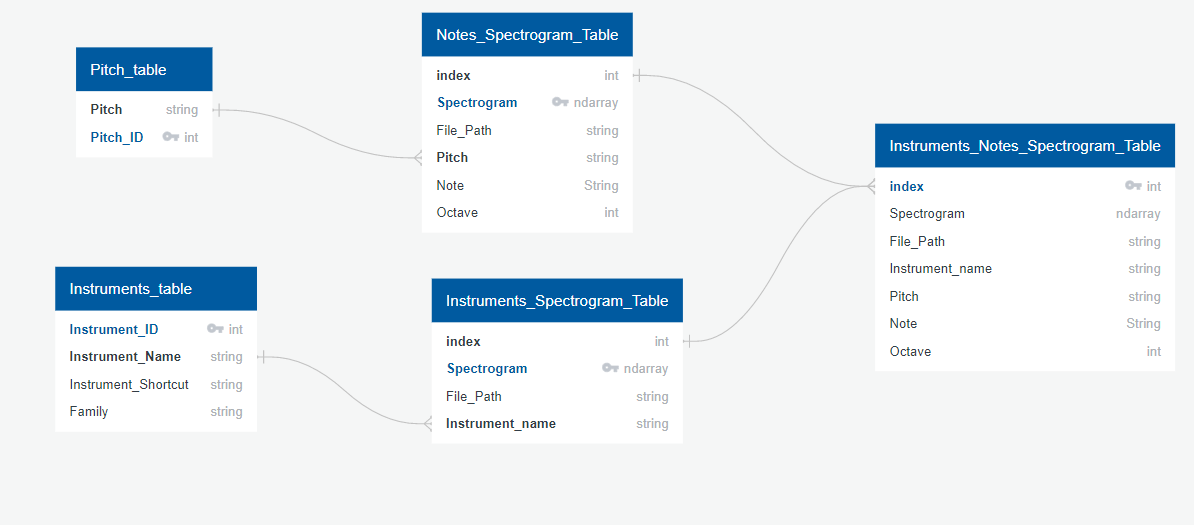 Pitch_table
Pitch string
Pitch_ID int
Notes_Spectrogram_Table
index int
Spectrogram ndarray
File_Path string
Pitch string
Note String
Octave int
Instruments_table
Instrument_ID int
Instrument_Name string
Instrument_Shortcut string
Family string
Instruments_Spectrogram_Table
index int
Spectrogram ndarray
File_Path string
Instrument_name string
Instruments_Notes_Spectrogram_Table
index int
Spectrogram ndarray
File_Path string
Instrument_name string
Pitch string
Note String
Octave int